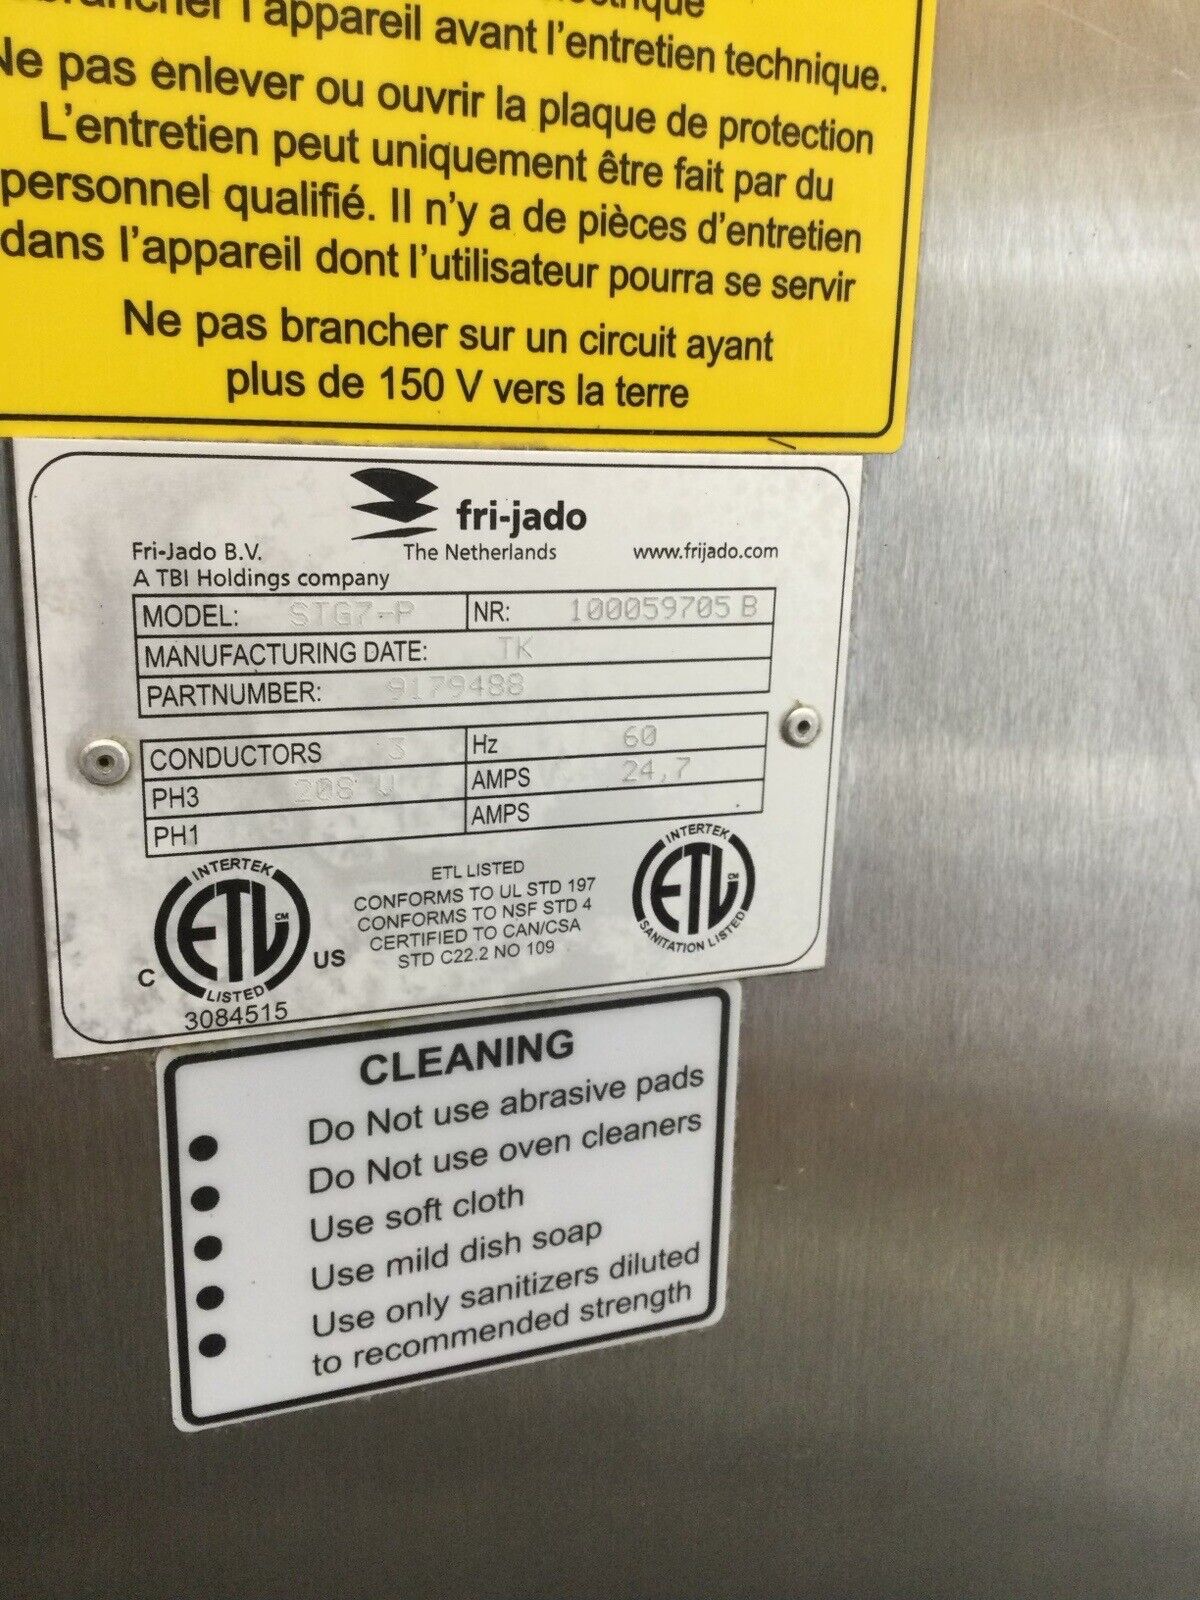 l'appareil avant l'entretien technique.
Ne pas enlever ou ouvrir la plaque de protection
L'entretien peut uniquement être fait par du
personnel qualifié. Il n'y a de pièces d'entretien
dans l'appareil dont l'utilisateur pourra se servir
Ne pas brancher sur un circuit ayant
plus de 150 V vers la terre
fri-jado
Fri-Jado B.V. The Netherlands www.frijado.com
A TBI Holdings company
MODEL: STG7-P NR: 100059705 B
MANUFACTURING DATE: TK
PARTNUMBER: 9179488
CONDUCTORS 3 Hz 60
PH3 208 V AMPS 24,7
PH1 AMPS
INTERTEK
ETL CM
LISTED
C US
3084515
ETL LISTED
CONFORMS TO UL STD 197
CONFORMS TO NSF STD 4
CERTIFIED TO CAN/CSA
STD C22.2 NO 109
INTERTEK
ETL CM
SANITATION LISTED
CLEANING
● Do Not use abrasive pads
● Do Not use oven cleaners
● Use soft cloth
● Use mild dish soap
● Use only sanitizers diluted
to recommended strength